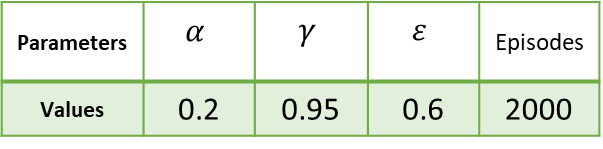 Parameters α γ ε Episodes
Values 0.2 0.95 0.6 2000